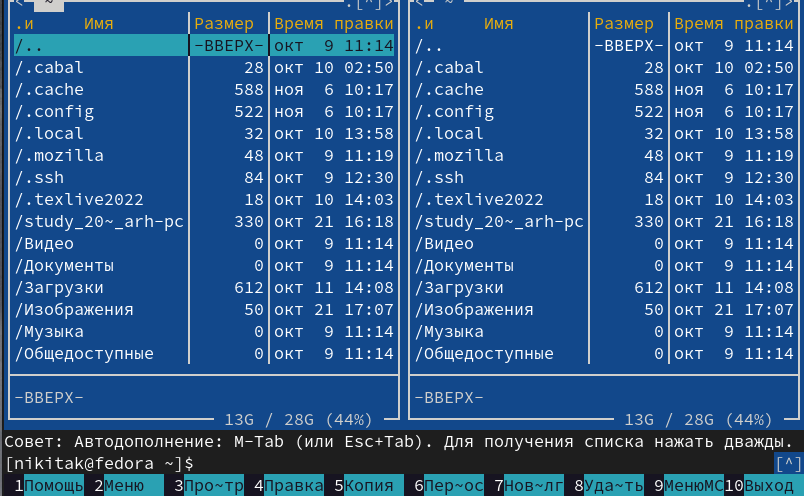 <─ ~ ─.[^]> <─ ~ ─.[^]>
.и Имя Размер Время правки .и Имя Размер Время правки
/.. -ВВЕРХ- окт 9 11:14 /.. -ВВЕРХ- окт 9 11:14
/.cabal 28 окт 10 02:50 /.cabal 28 окт 10 02:50
/.cache 588 ноя 6 10:17 /.cache 588 ноя 6 10:17
/.config 522 ноя 6 10:17 /.config 522 ноя 6 10:17
/.local 32 окт 10 13:58 /.local 32 окт 10 13:58
/.mozilla 48 окт 9 11:19 /.mozilla 48 окт 9 11:19
/.ssh 84 окт 9 12:30 /.ssh 84 окт 9 12:30
/.texlive2022 18 окт 10 14:03 /.texlive2022 18 окт 10 14:03
/study_20~_arh-pc 330 окт 21 16:18 /study_20~_arh-pc 330 окт 21 16:18
/Видео 0 окт 9 11:14 /Видео 0 окт 9 11:14
/Документы 0 окт 9 11:14 /Документы 0 окт 9 11:14
/Загрузки 612 окт 11 14:08 /Загрузки 612 окт 11 14:08
/Изображения 50 окт 21 17:07 /Изображения 50 окт 21 17:07
/Музыка 0 окт 9 11:14 /Музыка 0 окт 9 11:14
/Общедоступные 0 окт 9 11:14 /Общедоступные 0 окт 9 11:14
-ВВЕРХ- -ВВЕРХ-
13G / 28G (44%) 13G / 28G (44%)
Совет: Автодополнение: M-Tab (или Esc+Tab). Для получения списка нажать дважды.
[nikitak@fedora ~]$ [^]
1Помощь 2Меню 3Про~тр 4Правка 5Копия 6Пер~ос 7Нов~лг 8Уда~ть 9МенюMC 10Выход